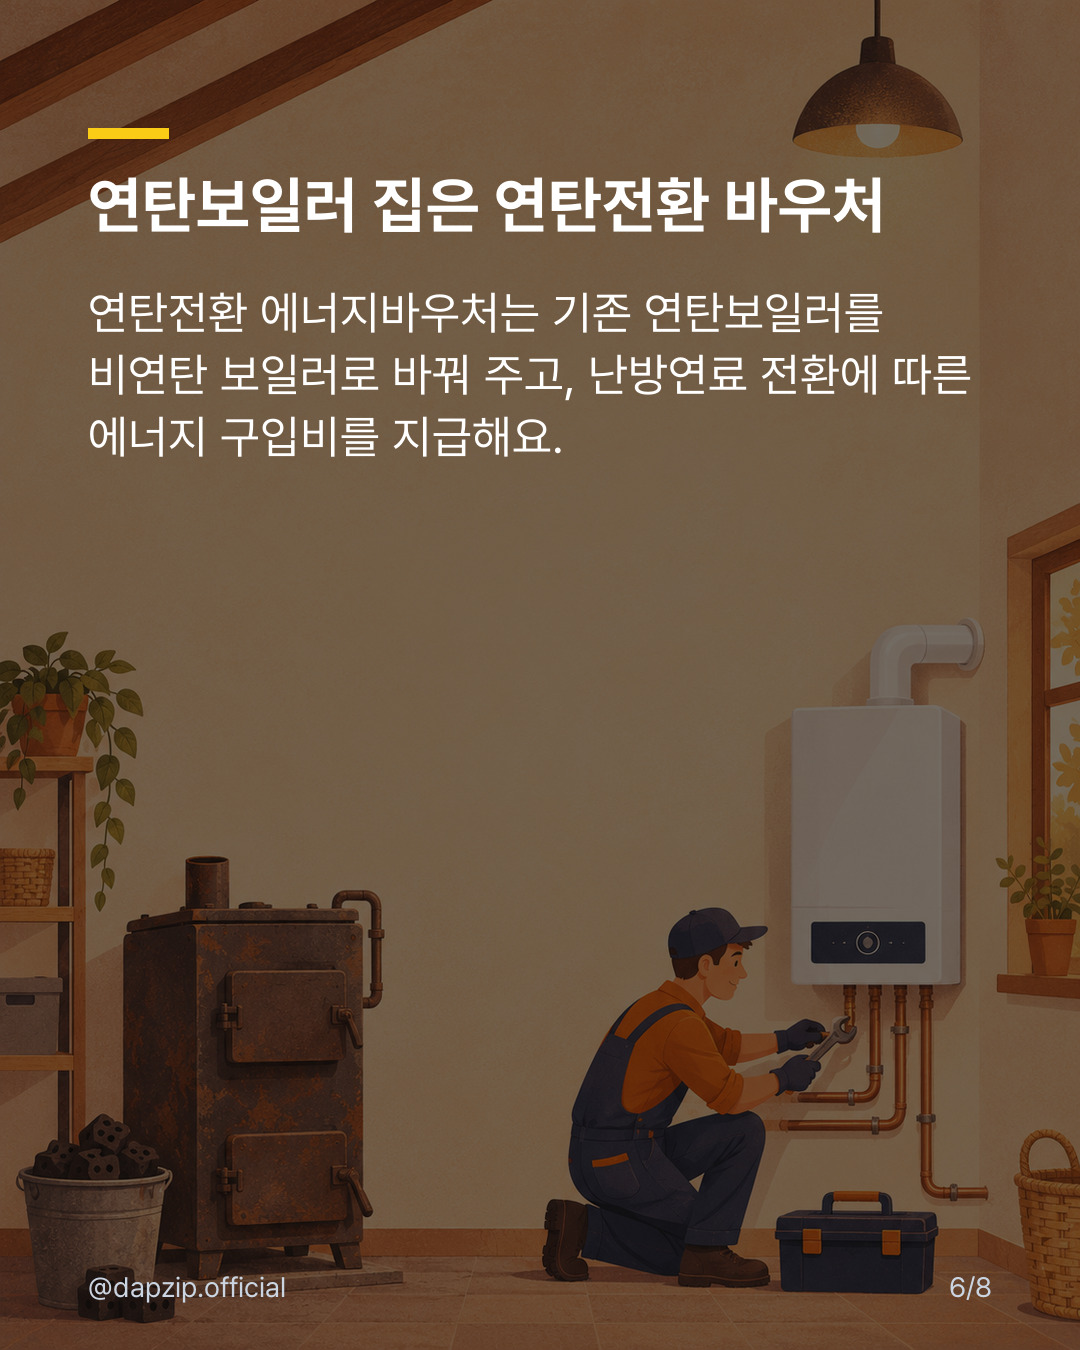 연탄보일러 집은 연탄전환 바우처
연탄전환 에너지바우처는 기존 연탄보일러를
비연탄 보일러로 바꿔 주고, 난방연료 전환에 따른
에너지 구입비를 지급해요.
@dapzip.official
6/8